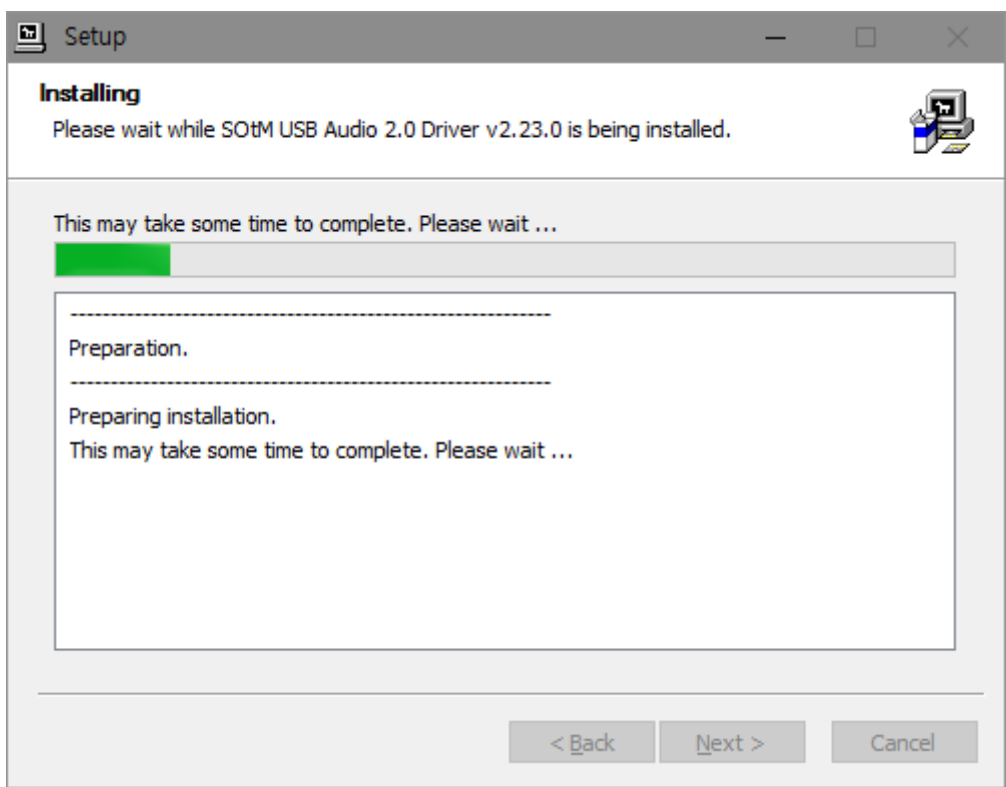 Setup
Installing
Please wait while SOtM USB Audio 2.0 Driver v2.23.0 is being installed.
This may take some time to complete. Please wait ...
------------------------------------------------------------
Preparation.
------------------------------------------------------------
Preparing installation.
This may take some time to complete. Please wait ...
< Back
Next >
Cancel